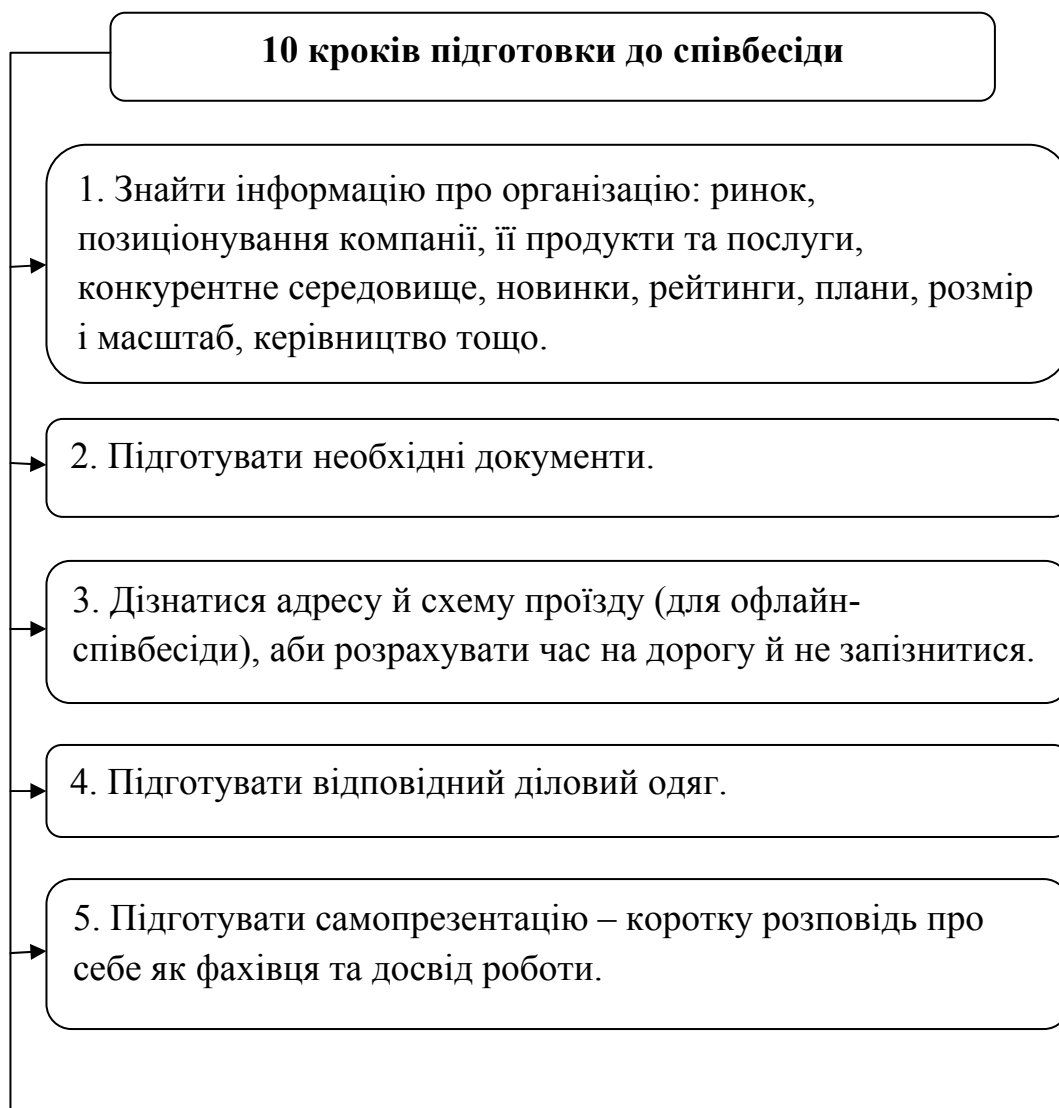 10 кроків підготовки до співбесіди
1. Знайти інформацію про організацію: ринок,
позиціонування компанії, її продукти та послуги,
конкурентне середовище, новинки, рейтинги, плани, розмір
і масштаб, керівництво тощо.
2. Підготувати необхідні документи.
3. Дізнатися адресу й схему проїзду (для офлайн-
співбесіди), аби розрахувати час на дорогу й не запізнитися.
4. Підготувати відповідний діловий одяг.
5. Підготувати самопрезентацію – коротку розповідь про
себе як фахівця та досвід роботи.